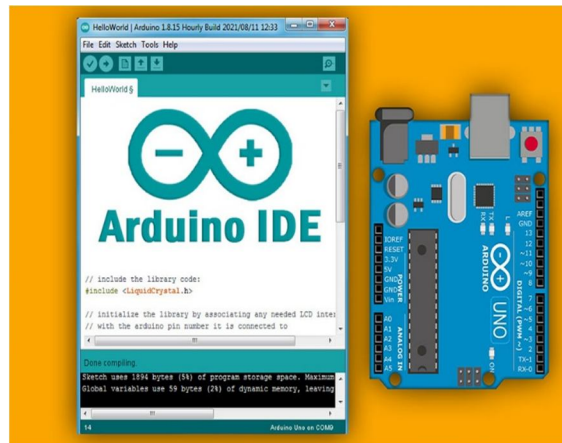 HelloWorld | Arduino 1.8.15 Hourly Build 2021/08/11 12:33
File Edit Sketch Tools Help
HelloWorld §
Arduino IDE
// include the library code:
#include <LiquidCrystal.h>
// initialize the library by associating any needed LCD inter
// with the arduino pin number it is connected to
Done compiling.
Sketch uses 1894 bytes (5%) of program storage space. Maximum
Global variables use 59 bytes (2%) of dynamic memory, leaving
14
Arduino Uno on COM9
IOREF
RESET
3.3V
5V
GND
GND
Vin
POWER
A0
A1
A2
A3
A4
A5
ANALOG IN
RX
TX
L
ARDUINO
UNO
ON
AREF
GND
13
12
~11
~10
~9
8
7
~6
~5
4
~3
2
TX-1
RX-0
DIGITAL (PWM ~)